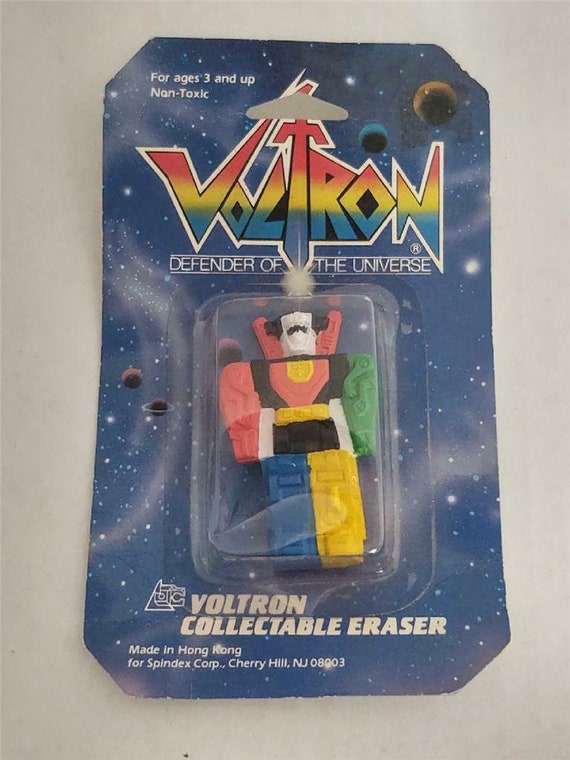 For ages 3 and up
Non-Toxic
VOLTRON
®
DEFENDER OF THE UNIVERSE
VOLTRON
COLLECTABLE ERASER
Made in Hong Kong
for Spindex Corp., Cherry Hill, NJ 08003